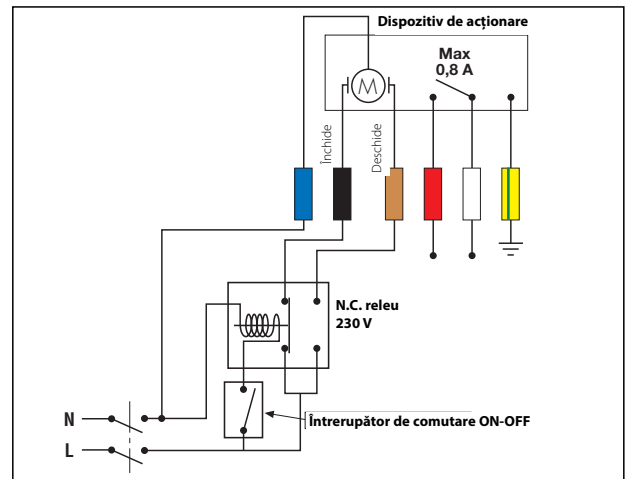 Dispozitiv de acționare
Max
0,8 A
M
Închide
Deschide
N.C. releu
230 V
Întrerupător de comutare ON-OFF
N
L